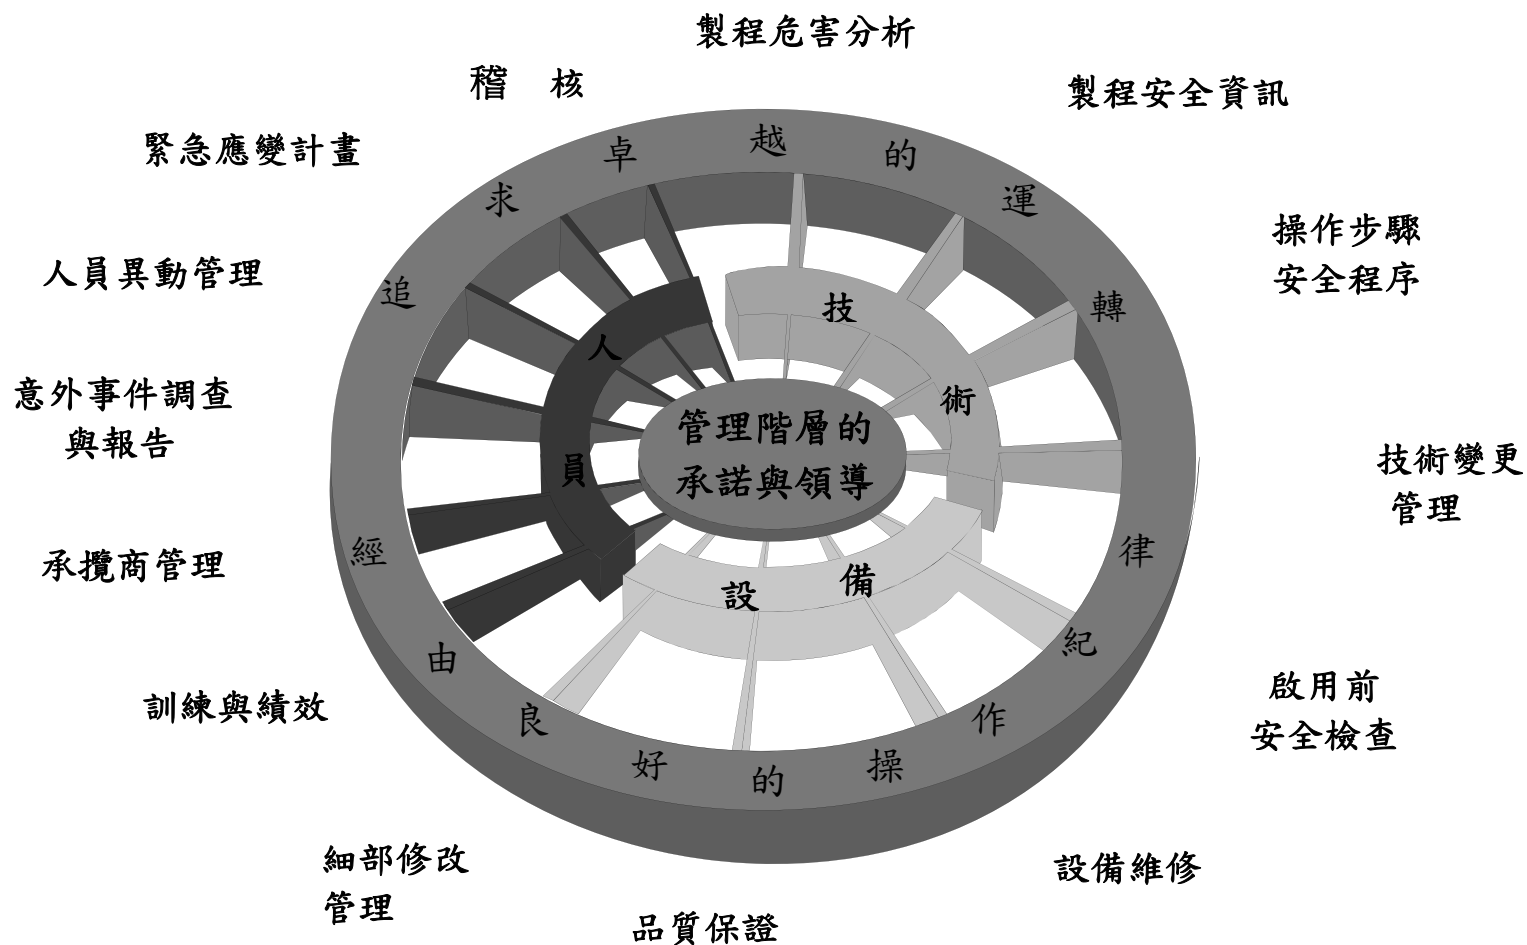 製程危害分析
稽　核
製程安全資訊
緊急應變計畫
操作步驟
安全程序
人員異動管理
意外事件調查
與報告
技術變更
管理
承攬商管理
啟用前
安全檢查
訓練與績效
細部修改
管理
設備維修
品質保證
經由良好的操作紀律
追求卓越的運轉
技術
人員
設備
管理階層的
承諾與領導